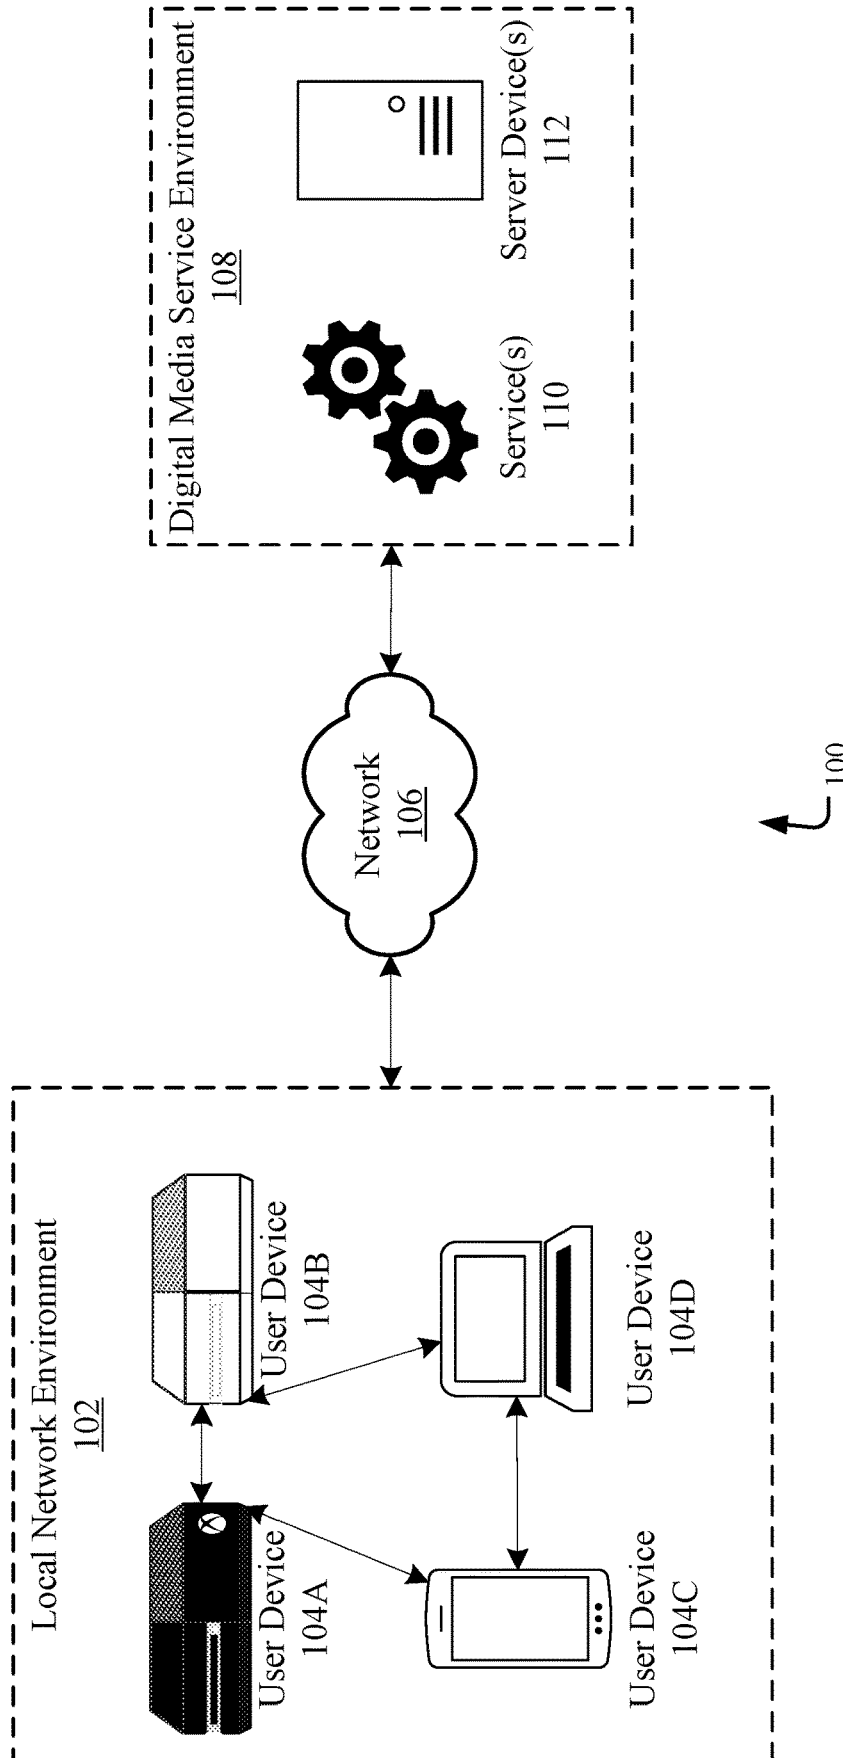 Local Network Environment
102
User Device
104A
User Device
104B
User Device
104C
User Device
104D
Network
106
Digital Media Service Environment
108
Service(s)
110
Server Device(s)
112
100